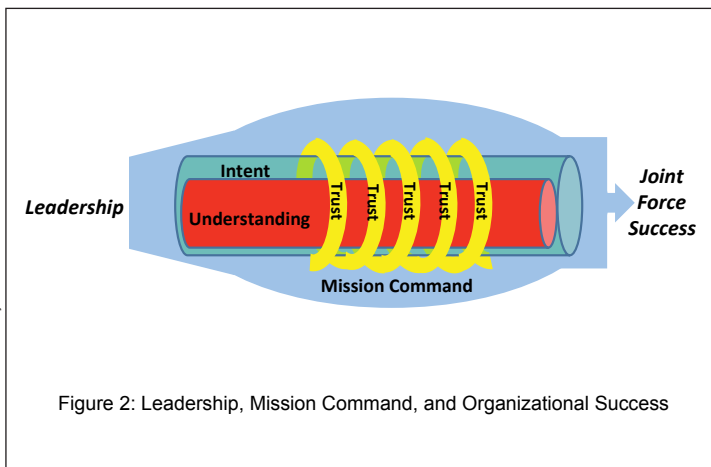 Intent
Leadership
Understanding
Trust
Trust
Trust
Trust
Trust
Joint
Force
Success
Mission Command
Figure 2: Leadership, Mission Command, and Organizational Success